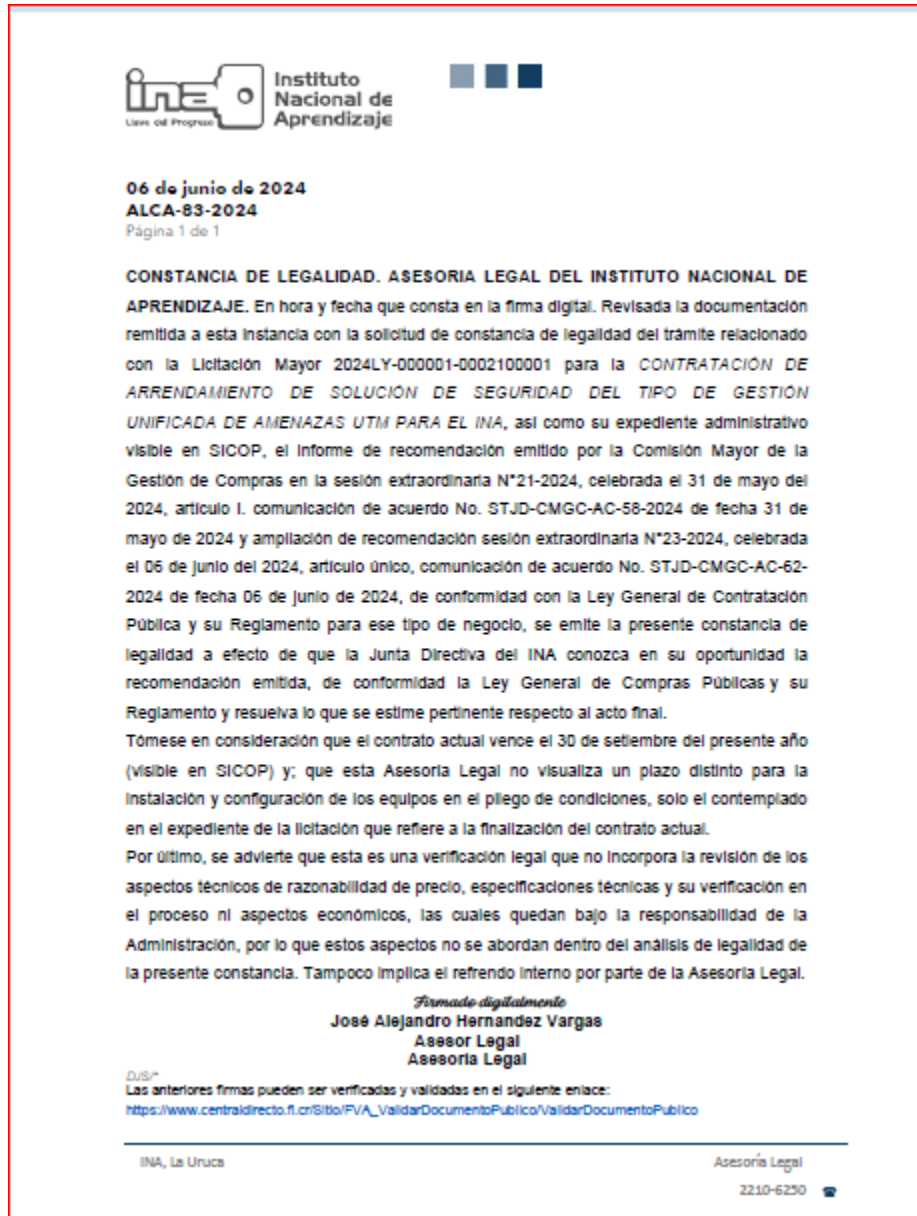 ina
Llave del Progreso
Instituto
Nacional de
Aprendizaje
06 de junio de 2024
ALCA-83-2024
Página 1 de 1
CONSTANCIA DE LEGALIDAD. ASESORIA LEGAL DEL INSTITUTO NACIONAL DE
APRENDIZAJE. En hora y fecha que consta en la firma digital. Revisada la documentación
remitida a esta instancia con la solicitud de constancia de legalidad del trámite relacionado
con la Licitación Mayor 2024LY-000001-0002100001 para la CONTRATACIÓN DE
ARRENDAMIENTO DE SOLUCIÓN DE SEGURIDAD DEL TIPO DE GESTIÓN
UNIFICADA DE AMENAZAS UTM PARA EL INA, así como su expediente administrativo
visible en SICOP, el informe de recomendación emitido por la Comisión Mayor de la
Gestión de Compras en la sesión extraordinaria N°21-2024, celebrada el 31 de mayo del
2024, artículo I. comunicación de acuerdo No. STJD-CMGC-AC-58-2024 de fecha 31 de
mayo de 2024 y ampliación de recomendación sesión extraordinaria N°23-2024, celebrada
el 06 de junio del 2024, artículo único, comunicación de acuerdo No. STJD-CMGC-AC-62-
2024 de fecha 06 de junio de 2024, de conformidad con la Ley General de Contratación
Pública y su Reglamento para ese tipo de negocio, se emite la presente constancia de
legalidad a efecto de que la Junta Directiva del INA conozca en su oportunidad la
recomendación emitida, de conformidad la Ley General de Compras Públicas y su
Reglamento y resuelva lo que se estime pertinente respecto al acto final.
Tómese en consideración que el contrato actual vence el 30 de setiembre del presente año
(visible en SICOP) y; que esta Asesoría Legal no visualiza un plazo distinto para la
instalación y configuración de los equipos en el pliego de condiciones, solo el contemplado
en el expediente de la licitación que refiere a la finalización del contrato actual.
Por último, se advierte que esta es una verificación legal que no incorpora la revisión de los
aspectos técnicos de razonabilidad de precio, especificaciones técnicas y su verificación en
el proceso ni aspectos económicos, las cuales quedan bajo la responsabilidad de la
Administración, por lo que estos aspectos no se abordan dentro del análisis de legalidad de
la presente constancia. Tampoco implica el refrendo interno por parte de la Asesoría Legal.
Firmado digitalmente
José Alejandro Hernandez Vargas
Asesor Legal
Asesoría Legal
DJS/*
Las anteriores firmas pueden ser verificadas y validadas en el siguiente enlace:
https://www.centraldirecto.fi.cr/Sitio/FVA_ValidarDocumentoPublico/ValidarDocumentoPublico
INA, La Uruca
Asesoría Legal
2210-6250